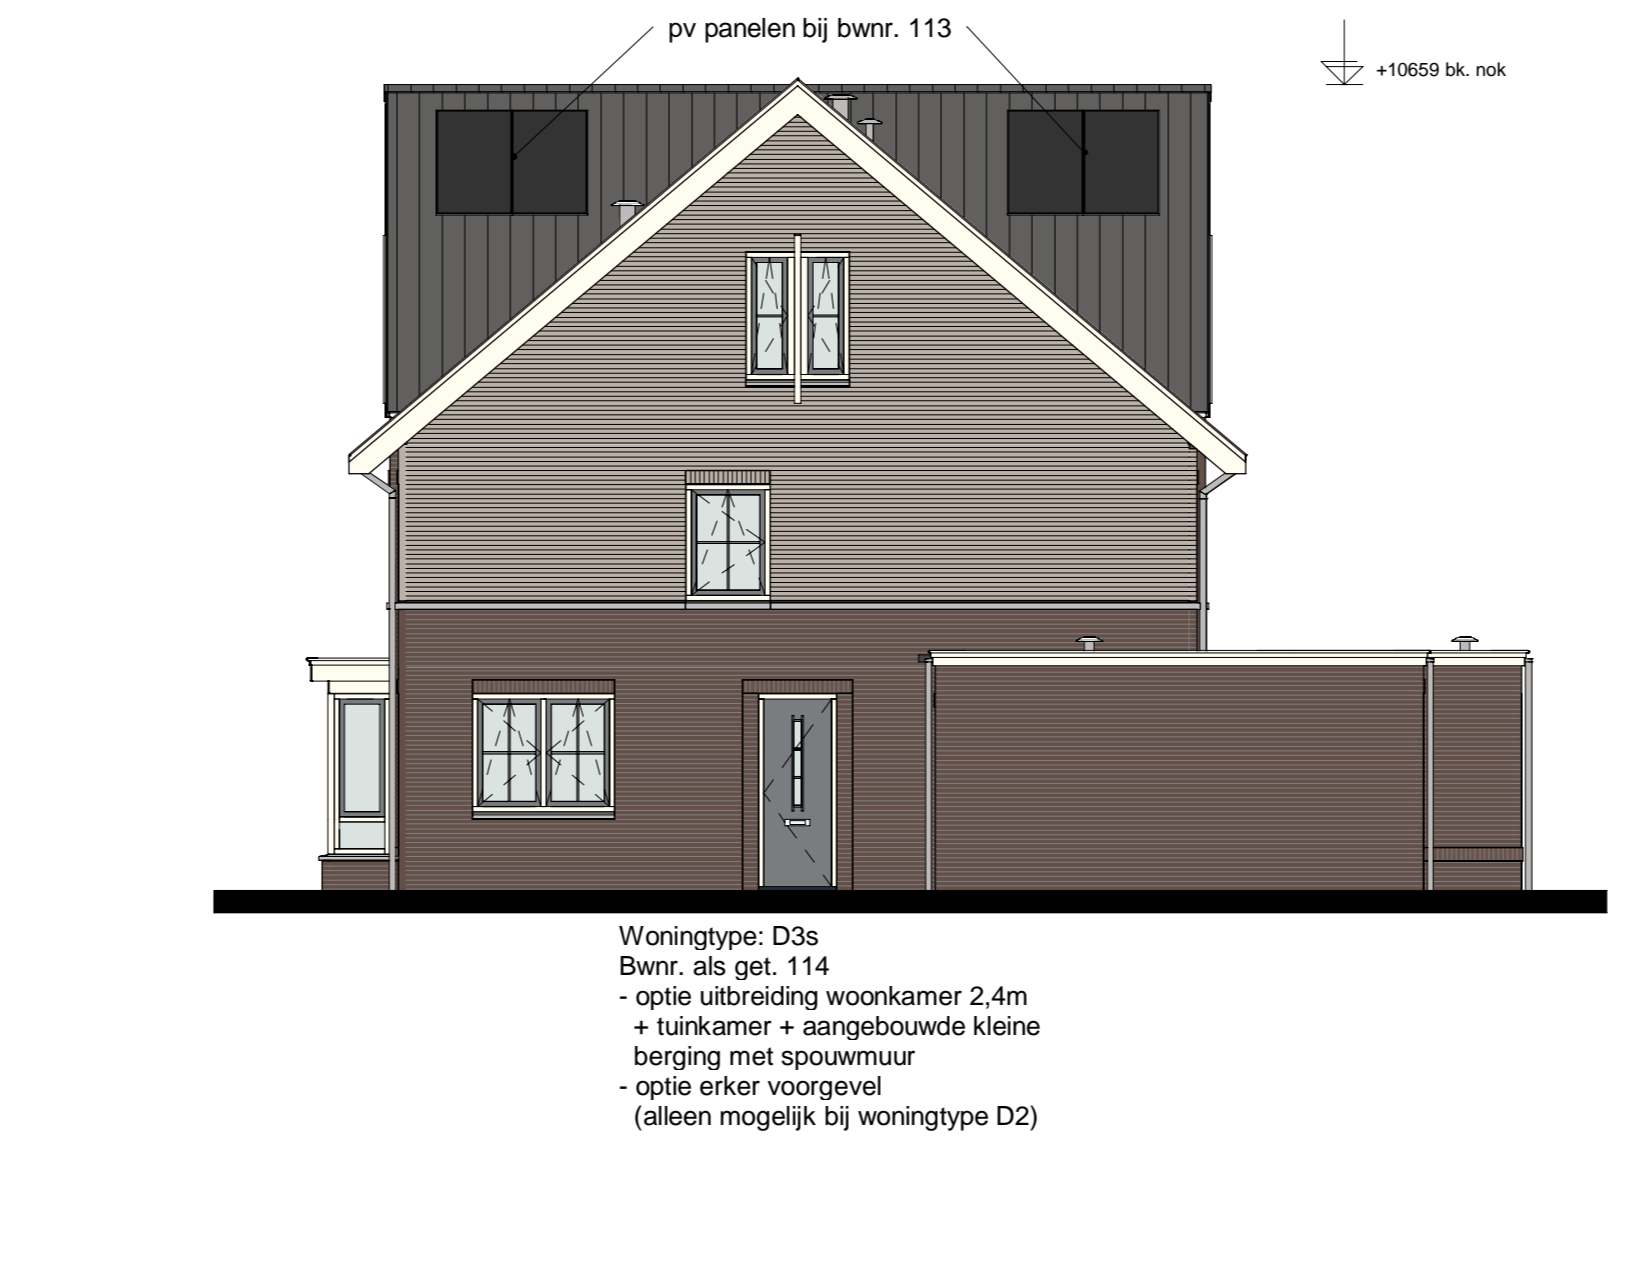 pv panelen bij bwnr. 113
+10659 bk. nok
Woningtype: D3s
Bwnr. als get. 114
- optie uitbreiding woonkamer 2,4m
+ tuinkamer + aangebouwde kleine
berging met spouwmuur
- optie erker voorgevel
(alleen mogelijk bij woningtype D2)